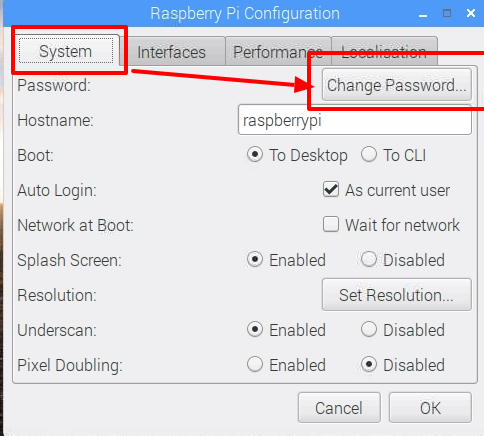 Raspberry Pi Configuration
System Interfaces Performance Localisation
Password: Change Password...
Hostname: raspberrypi
Boot: To Desktop To CLI
Auto Login: As current user
Network at Boot: Wait for network
Splash Screen: Enabled Disabled
Resolution: Set Resolution...
Underscan: Enabled Disabled
Pixel Doubling: Enabled Disabled
Cancel OK